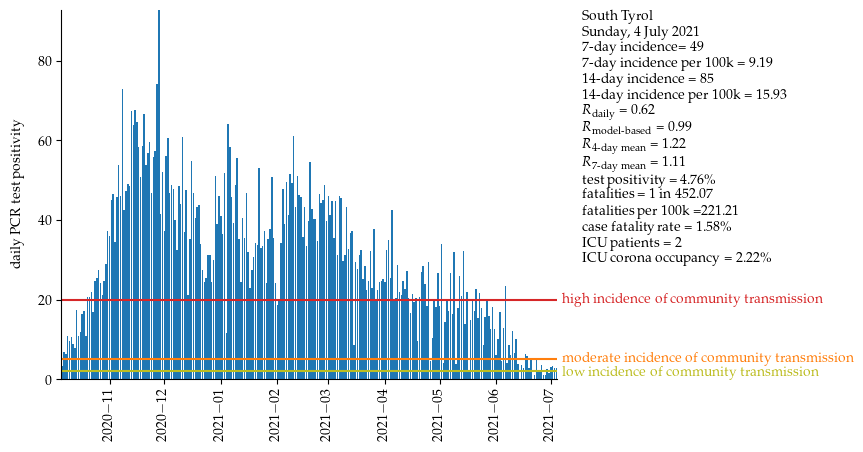 South Tyrol
Sunday, 4 July 2021
7-day incidence= 49
7-day incidence per 100k = 9.19
14-day incidence = 85
14-day incidence per 100k = 15.93
R daily = 0.62
R model-based = 0.99
R 4-day mean = 1.22
R 7-day mean = 1.11
test positivity = 4.76%
fatalities = 1 in 452.07
fatalities per 100k =221.21
case fatality rate = 1.58%
ICU patients = 2
ICU corona occupancy = 2.22%
daily PCR test positivity
80
60
40
20
0
high incidence of community transmission
moderate incidence of community transmission
low incidence of community transmission
2020-11
2020-12
2021-01
2021-02
2021-03
2021-04
2021-05
2021-06
2021-07